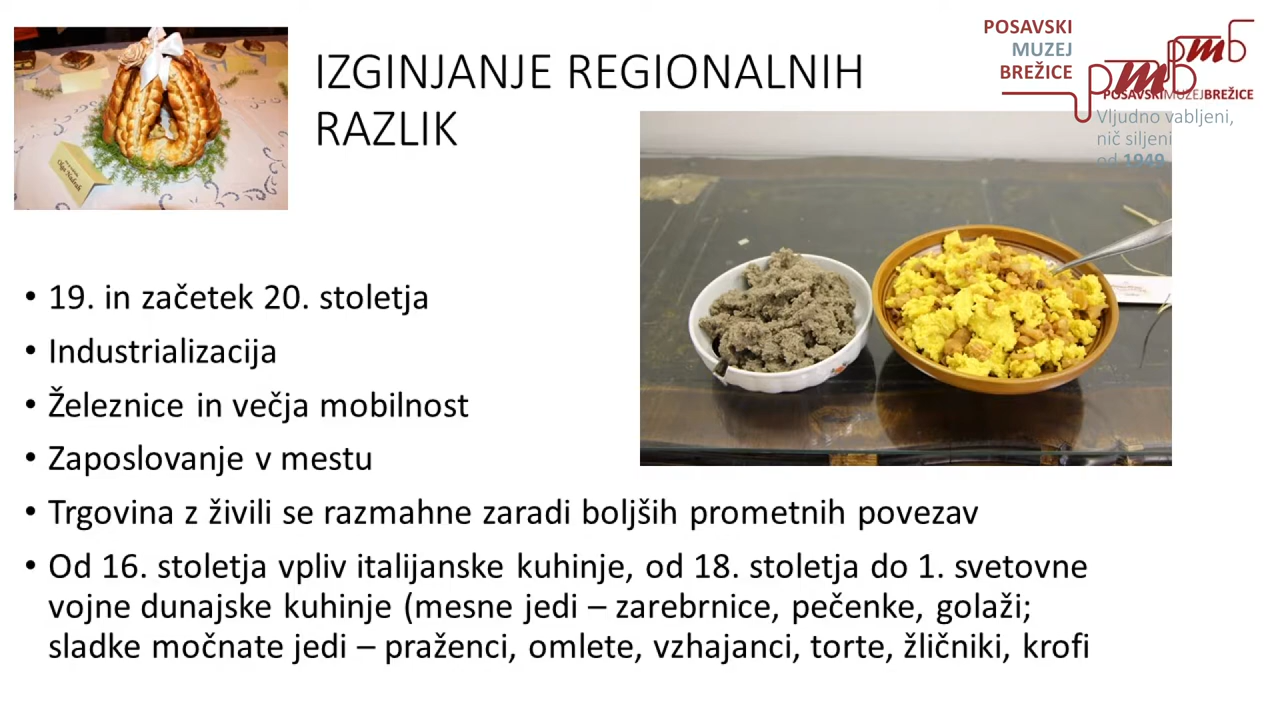 POSAVSKI
MUZEJ
BREŽICE
POSAVSKIMUZEJBREŽICE
Vljudno vabljeni,
nič siljeni
od 1949
IZGINJANJE REGIONALNIH
RAZLIK
• 19. in začetek 20. stoletja
• Industrializacija
• Železnice in večja mobilnost
• Zaposlovanje v mestu
• Trgovina z živili se razmahne zaradi boljših prometnih povezav
• Od 16. stoletja vpliv italijanske kuhinje, od 18. stoletja do 1. svetovne
vojne dunajske kuhinje (mesne jedi – zarebrnice, pečenke, golaži;
sladke močnate jedi – praženci, omlete, vzhajanci, torte, žličniki, krofi